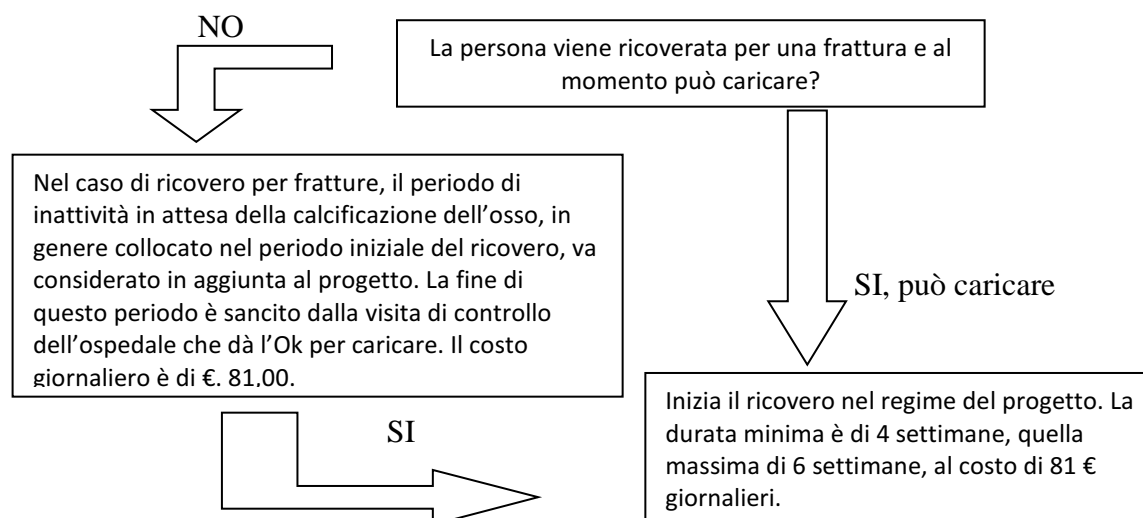 NO
La persona viene ricoverata per una frattura e al
momento può caricare?
Nel caso di ricovero per fratture, il periodo di
inattività in attesa della calcificazione dell’osso, in
genere collocato nel periodo iniziale del ricovero, va
considerato in aggiunta al progetto. La fine di
questo periodo è sancito dalla visita di controllo
dell’ospedale che dà l’Ok per caricare. Il costo
giornaliero è di €. 81,00.
SI, può caricare
SI
Inizia il ricovero nel regime del progetto. La
durata minima è di 4 settimane, quella
massima di 6 settimane, al costo di 81 €
giornalieri.